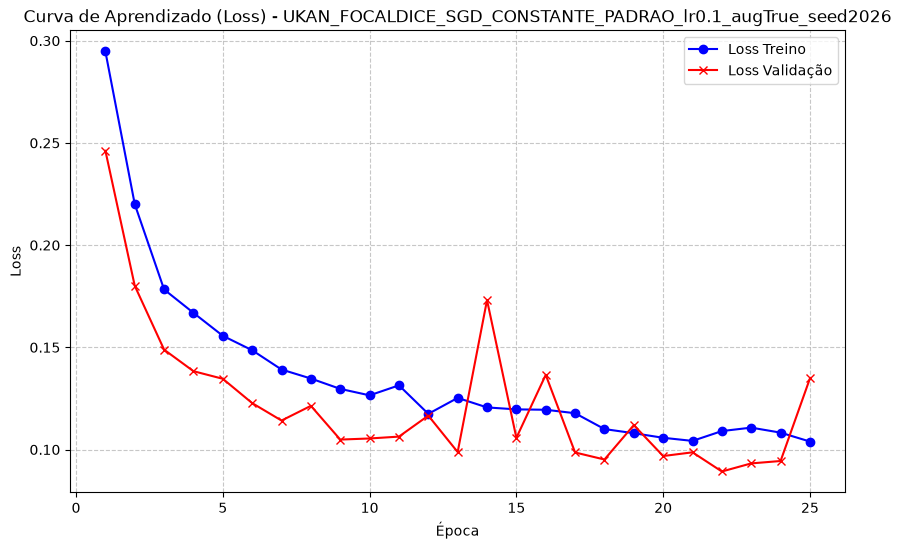 Curva de Aprendizado (Loss) - UKAN_FOCALDICE_SGD_CONSTANTE_PADRAO_lr0.1_augTrue_seed2026
Loss Treino
Loss Validação
Loss
0.30
0.25
0.20
0.15
0.10
0
5
10
15
20
25
Época